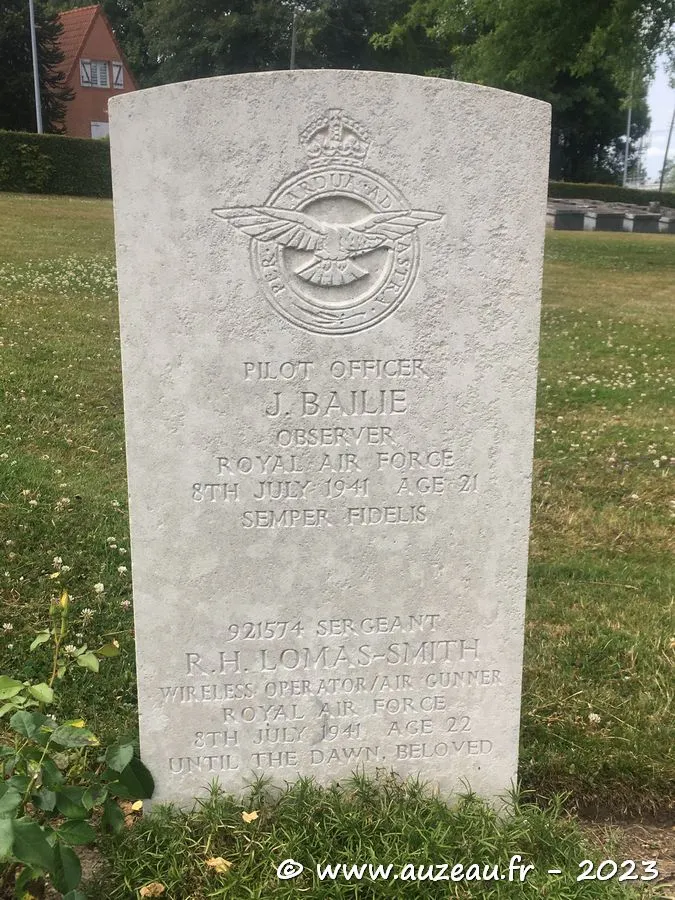 PER ARDUA AD ASTRA
PILOT OFFICER
J. BAILIE
OBSERVER
ROYAL AIR FORCE
8TH JULY 1941 AGE 21
SEMPER FIDELIS
921574 SERGEANT
R.H. LOMAS-SMITH
WIRELESS OPERATOR/AIR GUNNER
ROYAL AIR FORCE
8TH JULY 1941 AGE 22
UNTIL THE DAWN, BELOVED
© www.auzeau.fr - 2023